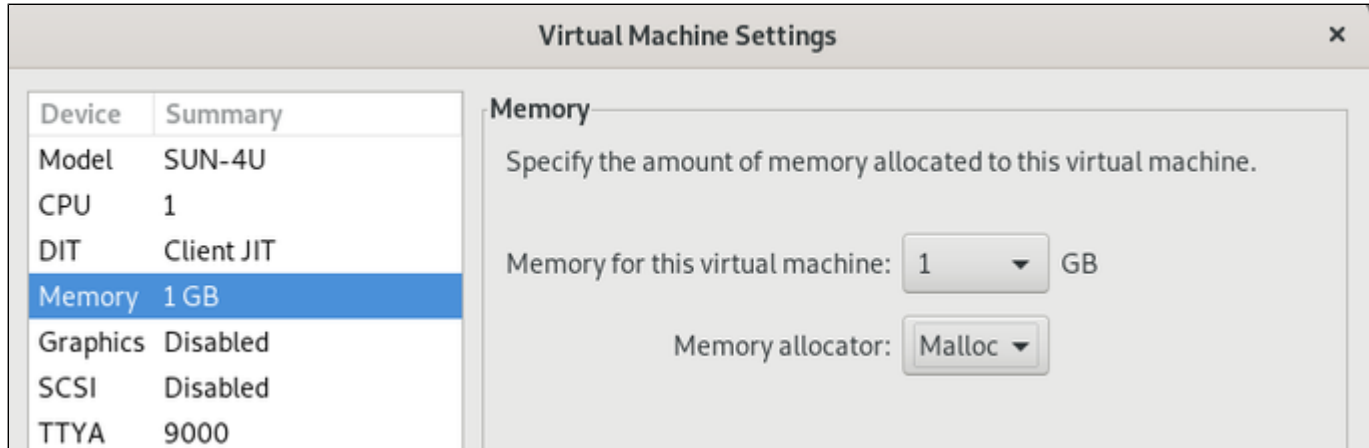 Virtual Machine Settings ×
Device Summary
Model SUN-4U
CPU 1
DIT Client JIT
Memory 1 GB
Graphics Disabled
SCSI Disabled
TTYA 9000
Memory
Specify the amount of memory allocated to this virtual machine.
Memory for this virtual machine: 1 GB
Memory allocator: Malloc